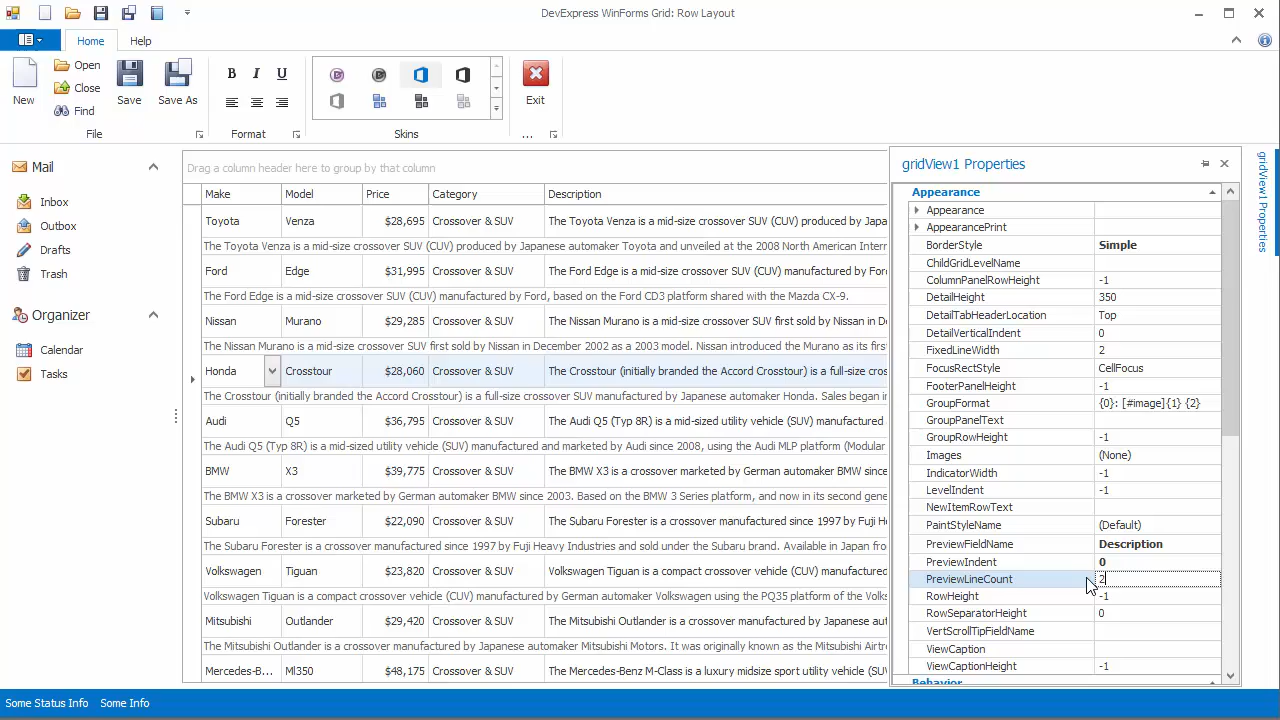 DevExpress WinForms Grid: Row Layout
Home
Help
New
Open
Close
Find
Save
Save As
B I U
Exit
File
Format
Skins
...
Mail
Inbox
Outbox
Drafts
Trash
Organizer
Calendar
Tasks
Drag a column header here to group by that column
Make Model Price Category Description
Toyota Venza $28,695 Crossover & SUV The Toyota Venza is a mid-size crossover SUV (CUV) produced by Japa
The Toyota Venza is a mid-size crossover SUV (CUV) produced by Japanese automaker Toyota and unveiled at the 2008 North American Intern
Ford Edge $31,995 Crossover & SUV The Ford Edge is a mid-size crossover SUV (CUV) manufactured by For
The Ford Edge is a mid-size crossover SUV (CUV) manufactured by Ford, based on the Ford CD3 platform shared with the Mazda CX-9.
Nissan Murano $29,285 Crossover & SUV The Nissan Murano is a mid-size crossover SUV first sold by Nissan in D
The Nissan Murano is a mid-size crossover SUV first sold by Nissan in December 2002 as a 2003 model. Nissan introduced the Murano as its first
Honda Crosstour $28,060 Crossover & SUV The Crosstour (initially branded the Accord Crosstour) is a full-size cros
The Crosstour (initially branded the Accord Crosstour) is a full-size crossover SUV manufactured by Japanese automaker Honda. Sales began i
Audi Q5 $36,795 Crossover & SUV The Audi Q5 (Typ 8R) is a mid-sized utility vehicle (SUV) manufactured
The Audi Q5 (Typ 8R) is a mid-sized utility vehicle (SUV) manufactured and marketed by Audi since 2008, using the Audi MLP platform (Modular
BMW X3 $39,775 Crossover & SUV The BMW X3 is a crossover marketed by German automaker BMW since
The BMW X3 is a crossover marketed by German automaker BMW since 2003. Based on the BMW 3 Series platform, and now in its second gene
Subaru Forester $22,090 Crossover & SUV The Subaru Forester is a crossover manufactured since 1997 by Fuji H
The Subaru Forester is a crossover manufactured since 1997 by Fuji Heavy Industries and sold under the Subaru brand. Available in Japan fro
Volkswagen Tiguan $23,820 Crossover & SUV Volkswagen Tiguan is a compact crossover vehicle (CUV) manufacture
Volkswagen Tiguan is a compact crossover vehicle (CUV) manufactured by German automaker Volkswagen using the PQ35 platform of the Volks
Mitsubishi Outlander $29,420 Crossover & SUV The Mitsubishi Outlander is a crossover manufactured by Japanese aut
The Mitsubishi Outlander is a crossover manufactured by Japanese automaker Mitsubishi Motors. It was originally known as the Mitsubishi Airtre
Mercedes-B... Ml350 $48,175 Crossover & SUV The Mercedes-Benz M-Class is a luxury midsize sport utility vehicle (SUV
gridView1 Properties
Appearance
Appearance
AppearancePrint
BorderStyle Simple
ChildGridLevelName
ColumnPanelRowHeight -1
DetailHeight 350
DetailTabHeaderLocation Top
DetailVerticalIndent 0
FixedLineWidth 2
FocusRectStyle CellFocus
FooterPanelHeight -1
GroupFormat {0}: [#image]{1} {2}
GroupPanelText
GroupRowHeight -1
Images (None)
IndicatorWidth -1
LevelIndent -1
NewItemRowText
PaintStyleName (Default)
PreviewFieldName Description
PreviewIndent 0
PreviewLineCount 2
RowHeight -1
RowSeparatorHeight 0
VertScrollTipFieldName
ViewCaption
ViewCaptionHeight -1
Behavior
gridView1 Properties
Some Status Info Some Info